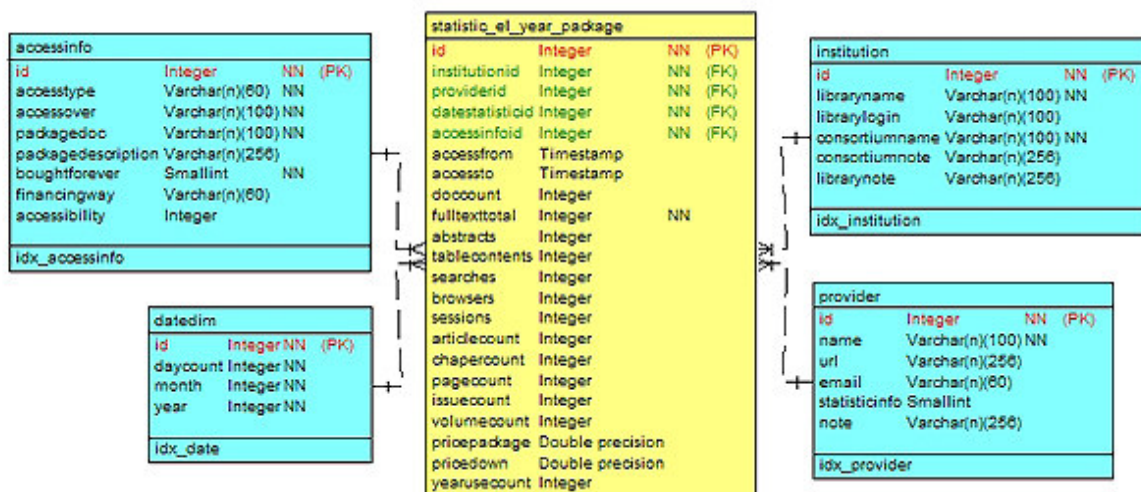 accessinfo
id Integer NN (PK)
accesstype Varchar(n)(60) NN
accessover Varchar(n)(100) NN
packagedoc Varchar(n)(100) NN
packagedescription Varchar(n)(256)
boughtforever Smallint NN
financingway Varchar(n)(60)
accessibility Integer
idx_accessinfo
datedim
id Integer NN (PK)
daycount Integer NN
month Integer NN
year Integer NN
idx_date
statistic_el_year_package
id Integer NN (PK)
institutionid Integer NN (FK)
providerid Integer NN (FK)
datestatisticid Integer NN (FK)
accessinfoid Integer NN (FK)
accessfrom Timestamp
accessto Timestamp
doccount Integer
fulltexttotal Integer NN
abstracts Integer
tablecontents Integer
searches Integer
browsers Integer
sessions Integer
articlecount Integer
chapercount Integer
pagecount Integer
issuecount Integer
volumecount Integer
pricepackage Double precision
pricedown Double precision
yearusecount Integer
institution
id Integer NN (PK)
libraryname Varchar(n)(100) NN
librarylogin Varchar(n)(100)
consortiumname Varchar(n)(100) NN
consortiumnote Varchar(n)(256)
librarynote Varchar(n)(256)
idx_institution
provider
id Integer NN (PK)
name Varchar(n)(100) NN
url Varchar(n)(256)
email Varchar(n)(60)
statisticinfo Smallint
note Varchar(n)(256)
idx_provider